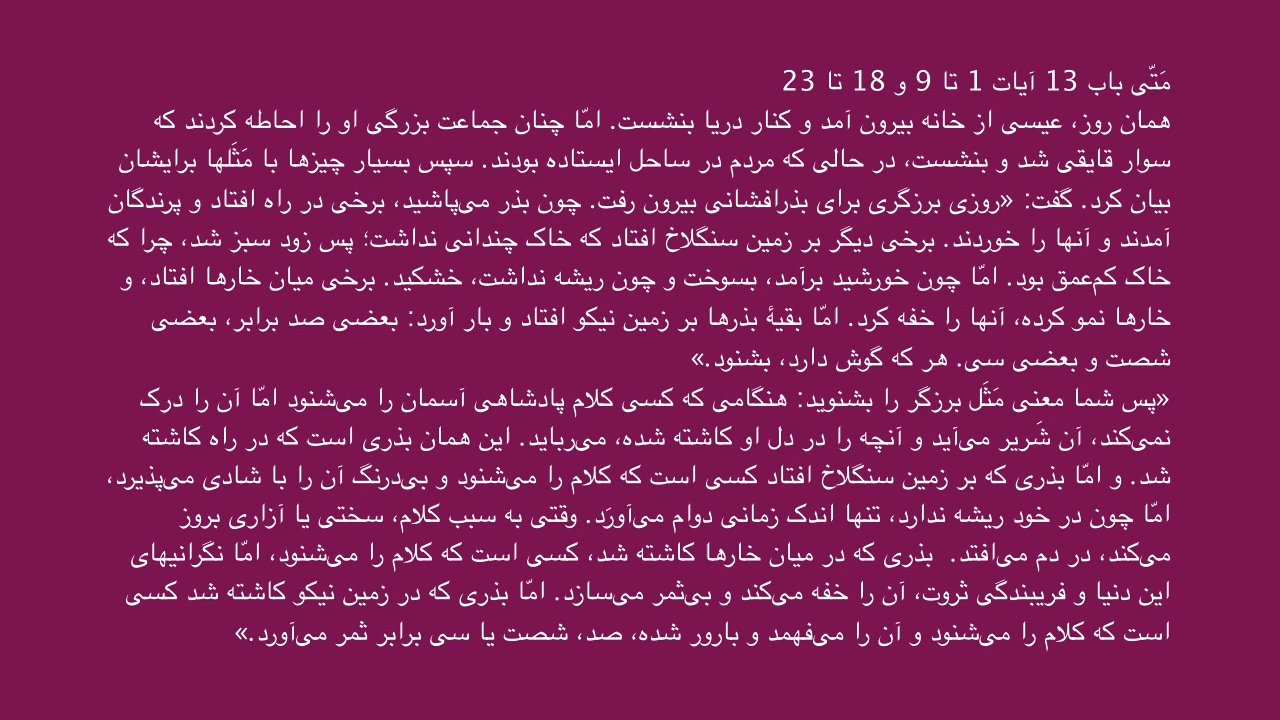 مَتّی باب 13 آیات 1 تا 9 و 18 تا 23
همان روز، عیسی از خانه بیرون آمد و کنار دریا بنشست. امّا چنان جماعت بزرگی او را احاطه کردند که
سوار قایقی شد و بنشست، در حالی که مردم در ساحل ایستاده بودند. سپس بسیار چیزها با مَثَلها برایشان
بیان کرد. گفت: «روزی برزگری برای بذرافشانی بیرون رفت. چون بذر می‌پاشید، برخی در راه افتاد و پرندگان
آمدند و آنها را خوردند. برخی دیگر بر زمین سنگلاخ افتاد که خاک چندانی نداشت؛ پس زود سبز شد، چرا که
خاک کم‌عمق بود. امّا چون خورشید برآمد، بسوخت و چون ریشه نداشت، خشکید. برخی میان خارها افتاد، و
خارها نمو کرده، آنها را خفه کرد. امّا بقیۀ بذرها بر زمین نیکو افتاد و بار آورد: بعضی صد برابر، بعضی
شصت و بعضی سی. هر که گوش دارد، بشنود.»
«پس شما معنی مَثَل برزگر را بشنوید: هنگامی که کسی کلام پادشاهی آسمان را می‌شنود امّا آن را درک
نمی‌کند، آن شَریر می‌آید و آنچه را در دل او کاشته شده، می‌رباید. این همان بذری است که در راه کاشته
شد. و امّا بذری که بر زمین سنگلاخ افتاد کسی است که کلام را می‌شنود و بی‌درنگ آن را با شادی می‌پذیرد،
امّا چون در خود ریشه ندارد، تنها اندک زمانی دوام می‌آورَد. وقتی به سبب کلام، سختی یا آزاری بروز
می‌کند، در دم می‌افتد.  بذری که در میان خارها کاشته شد، کسی است که کلام را می‌شنود، امّا نگرانیهای
این دنیا و فریبندگی ثروت، آن را خفه می‌کند و بی‌ثمر می‌سازد. امّا بذری که در زمین نیکو کاشته شد کسی
است که کلام را می‌شنود و آن را می‌فهمد و بارور شده، صد، شصت یا سی برابر ثمر می‌آورد.»